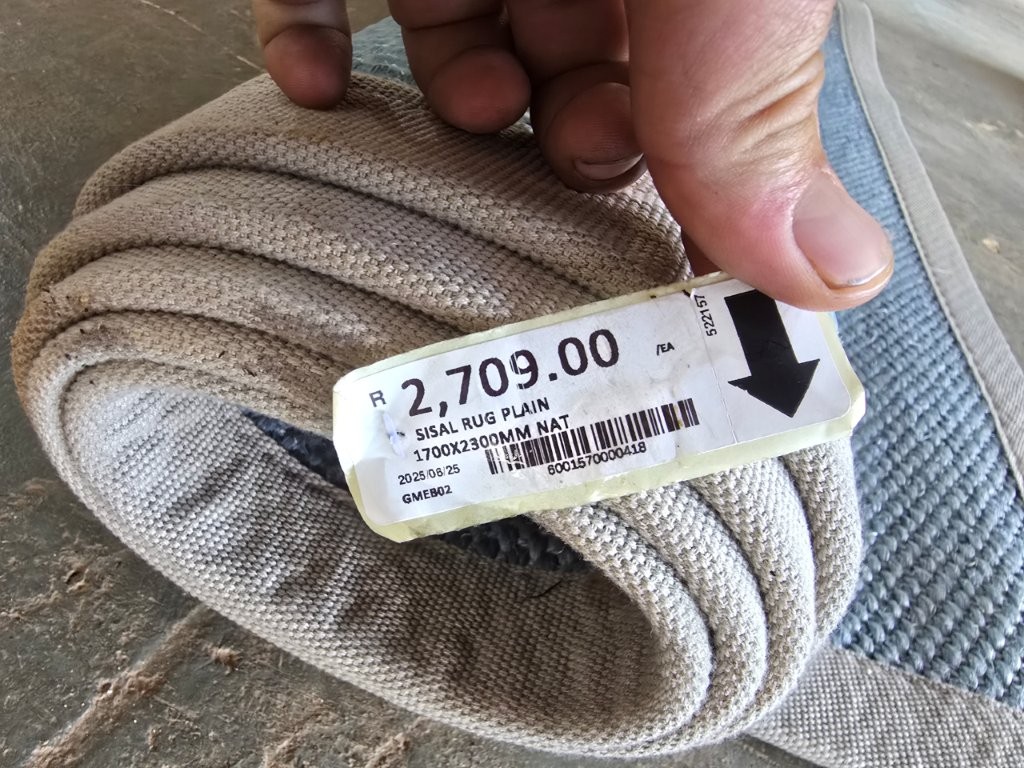 R 2,709.00 /EA
SISAL RUG PLAIN
1700X2300MM NAT
2025/08/25
GMEB02
6001570000418
522157